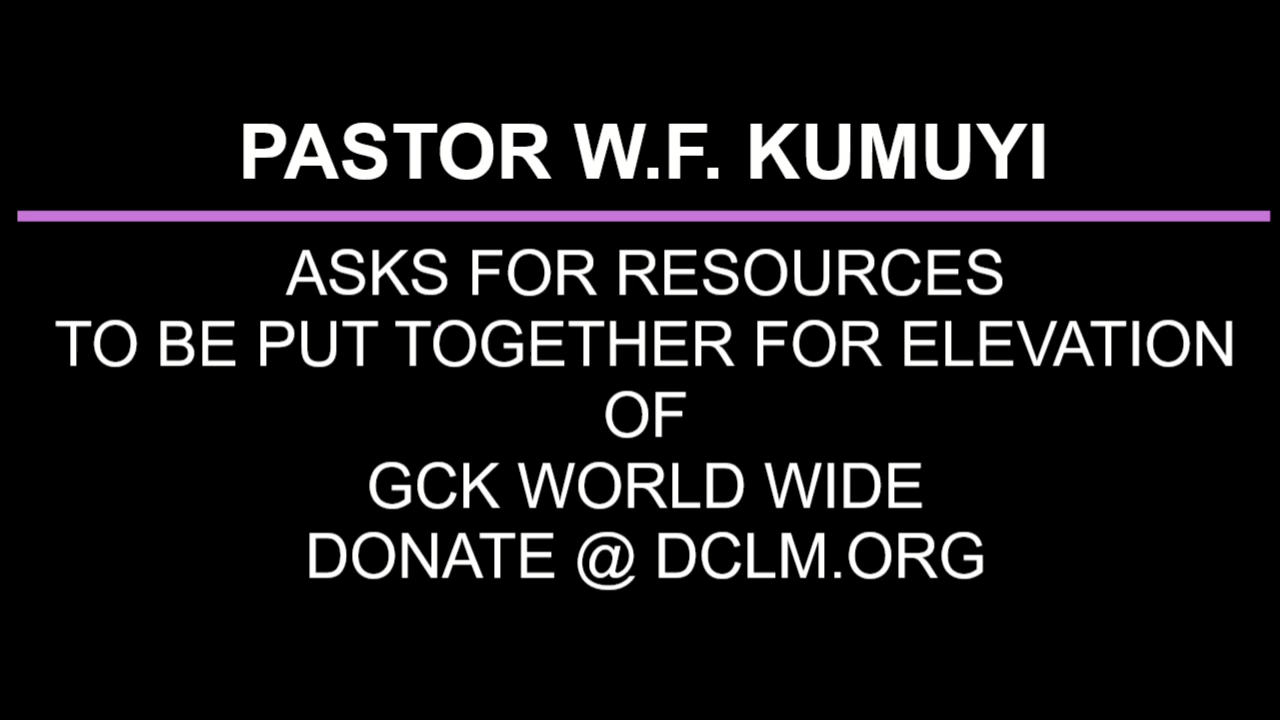 PASTOR W.F. KUMUYI
ASKS FOR RESOURCES
TO BE PUT TOGETHER FOR ELEVATION
OF
GCK WORLD WIDE
DONATE @ DCLM.ORG